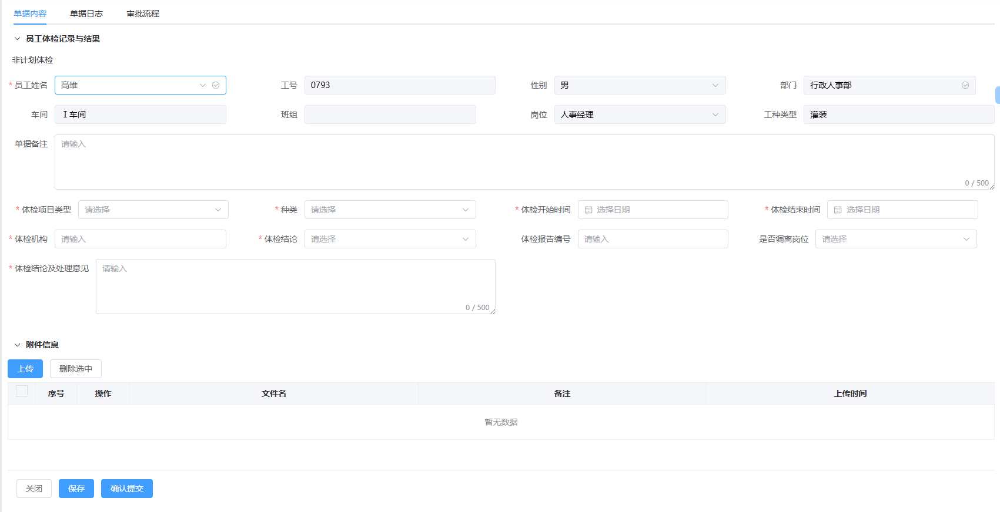 单据内容 单据日志 审批流程
员工体检记录与结果
非计划体检
* 员工姓名 高维 工号 0793 性别 男 部门 行政人事部
车间 Ⅰ车间 班组 岗位 人事经理 工种类型 灌装
单据备注 请输入
0 / 500
* 体检项目类型 请选择 * 种类 请选择 * 体检开始时间 选择日期 * 体检结束时间 选择日期
* 体检机构 请输入 * 体检结论 请选择 体检报告编号 请输入 是否调离岗位 请选择
* 体检结论及处理意见 请输入
0 / 500
附件信息
上传 删除选中
序号 操作 文件名 备注 上传时间
暂无数据
关闭 保存 确认提交